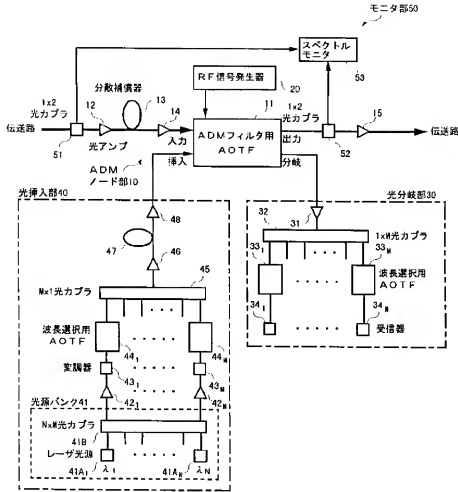 モニタ部50
スペクトル
モニタ
53
RF信号発生器
20
分散補償器
1x2
光カプラ
12
13
14
11
1x2
光カプラ
15
伝送路
入力
ADMフィルタ用
AOTF
出力
伝送路
51
光アンプ
挿入
分岐
52
ADM
ノード部10
光挿入部40
光分岐部30
48
31
32
1xM光カプラ
47
46
33₁
33M
45
Mx1光カプラ
波長選択用
AOTF
波長選択用
AOTF
34₁
34M
受信器
44₁
44M
変調器
43₁
43M
光源バンク41
42₁
42M
NxMカプラ
41B
レーザ光源
41A₁
λ₁
41AN
λN